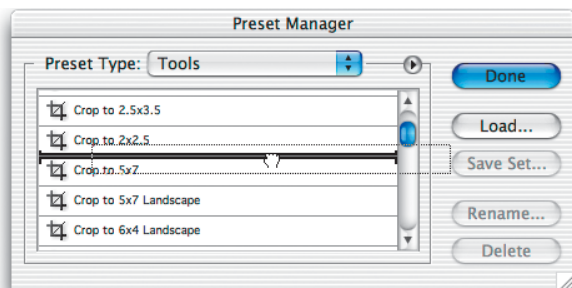 Preset Manager
Preset Type: Tools
Done
Crop to 2.5x3.5
Load...
Crop to 2x2.5
Save Set...
Crop to 5x7
Crop to 5x7 Landscape
Rename...
Crop to 6x4 Landscape
Delete